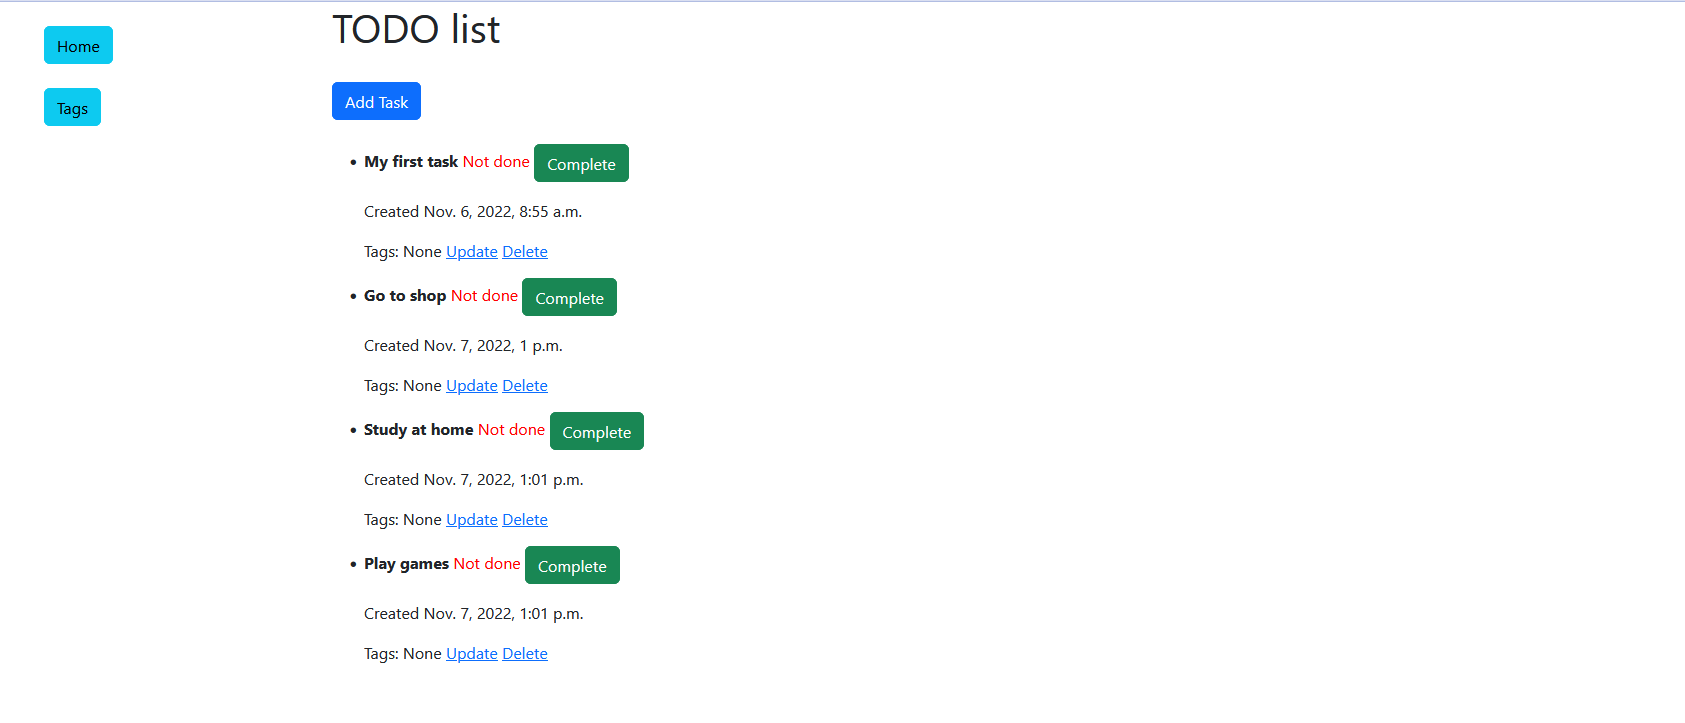 Home
Tags
TODO list
Add Task
My first task Not done Complete
Created Nov. 6, 2022, 8:55 a.m.
Tags: None Update Delete
Go to shop Not done Complete
Created Nov. 7, 2022, 1 p.m.
Tags: None Update Delete
Study at home Not done Complete
Created Nov. 7, 2022, 1:01 p.m.
Tags: None Update Delete
Play games Not done Complete
Created Nov. 7, 2022, 1:01 p.m.
Tags: None Update Delete